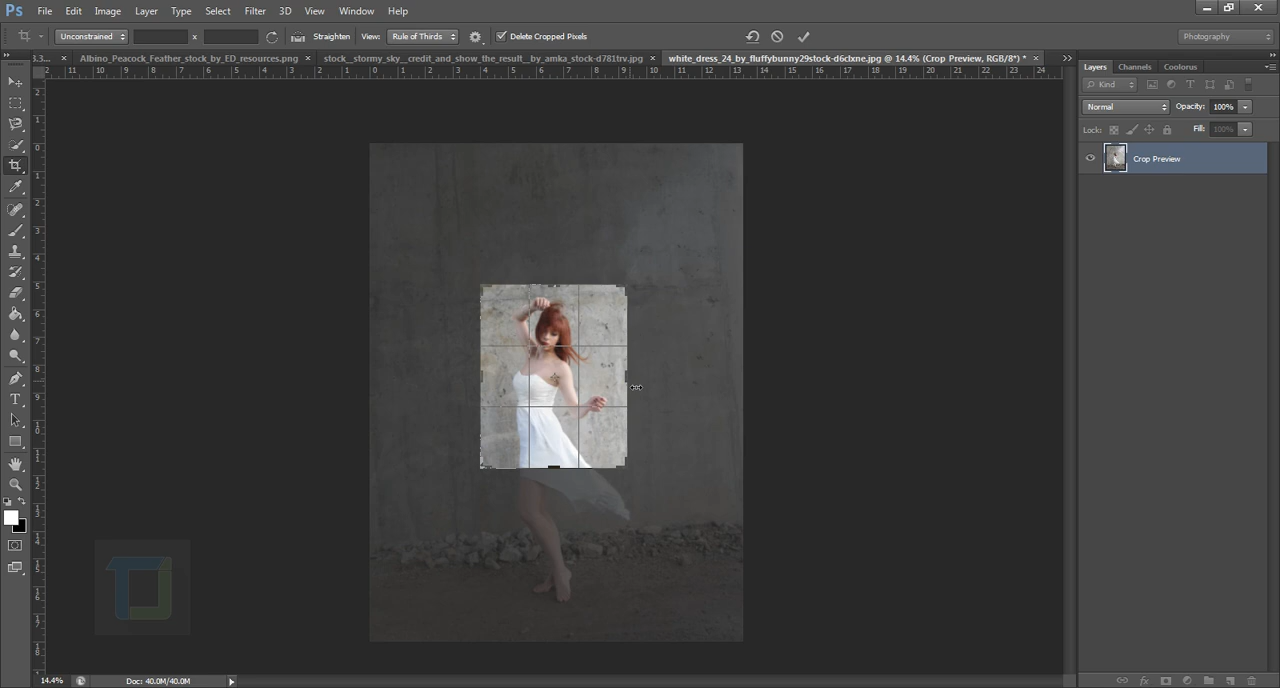 Ps File Edit Image Layer Type Select Filter 3D View Window Help
Unconstrained x Straighten View: Rule of Thirds Delete Cropped Pixels Photography
Albino_Peacock_Feather_stock_by_ED_resources.png × stock__stormy_sky__credit_and_show_the_result__by_amka_stock-d781trv.jpg × white_dress_24_by_fluffybunny29stock-d6clxne.jpg @ 14.4% (Crop Preview, RGB/8*) * ×
Layers Channels Coolorus
Kind
Normal Opacity: 100%
Lock: Fill: 100%
Crop Preview
14.4% Doc: 40.0M/40.0M